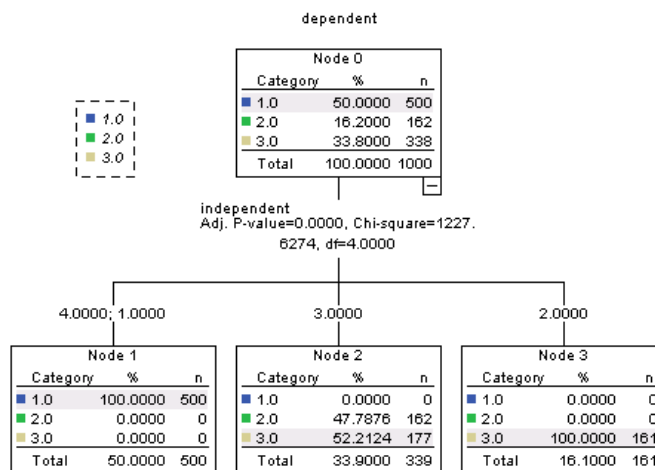 dependent
Node 0
Category % n
1.0 50.0000 500
2.0 16.2000 162
3.0 33.8000 338
Total 100.0000 1000
1.0
2.0
3.0
independent
Adj. P-value=0.0000, Chi-square=1227.
6274, df=4.0000
4.0000; 1.0000
3.0000
2.0000
Node 1
Category % n
1.0 100.0000 500
2.0 0.0000 0
3.0 0.0000 0
Total 50.0000 500
Node 2
Category % n
1.0 0.0000 0
2.0 47.7876 162
3.0 52.2124 177
Total 33.9000 339
Node 3
Category % n
1.0 0.0000 0
2.0 0.0000 0
3.0 100.0000 161
Total 16.1000 161